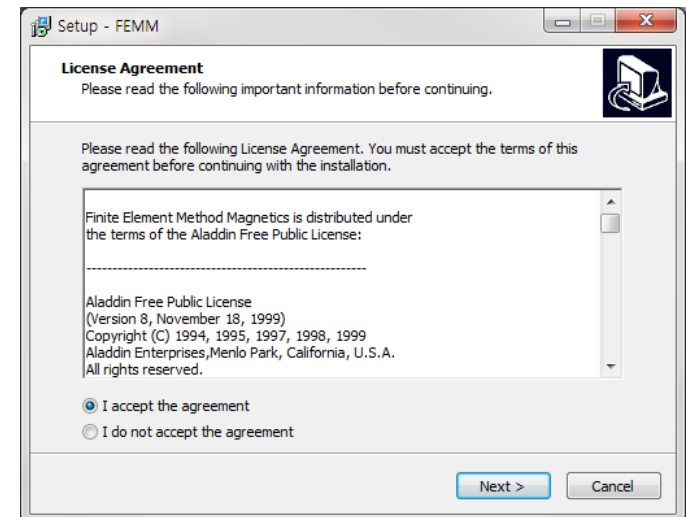 Setup - FEMM
License Agreement
Please read the following important information before continuing.
Please read the following License Agreement. You must accept the terms of this
agreement before continuing with the installation.
Finite Element Method Magnetics is distributed under
the terms of the Aladdin Free Public License:
------------------------------------------------------
Aladdin Free Public License
(Version 8, November 18, 1999)
Copyright (C) 1994, 1995, 1997, 1998, 1999
Aladdin Enterprises,Menlo Park, California, U.S.A.
All rights reserved.
I accept the agreement
I do not accept the agreement
Next >
Cancel